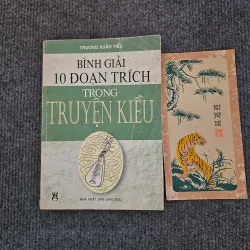 TRƯƠNG XUÂN TIẾU
BÌNH GIẢI
10 ĐOẠN TRÍCH
TRONG
TRUYỆN KIỀU
NHÀ XUẤT BẢN GIÁO DỤC